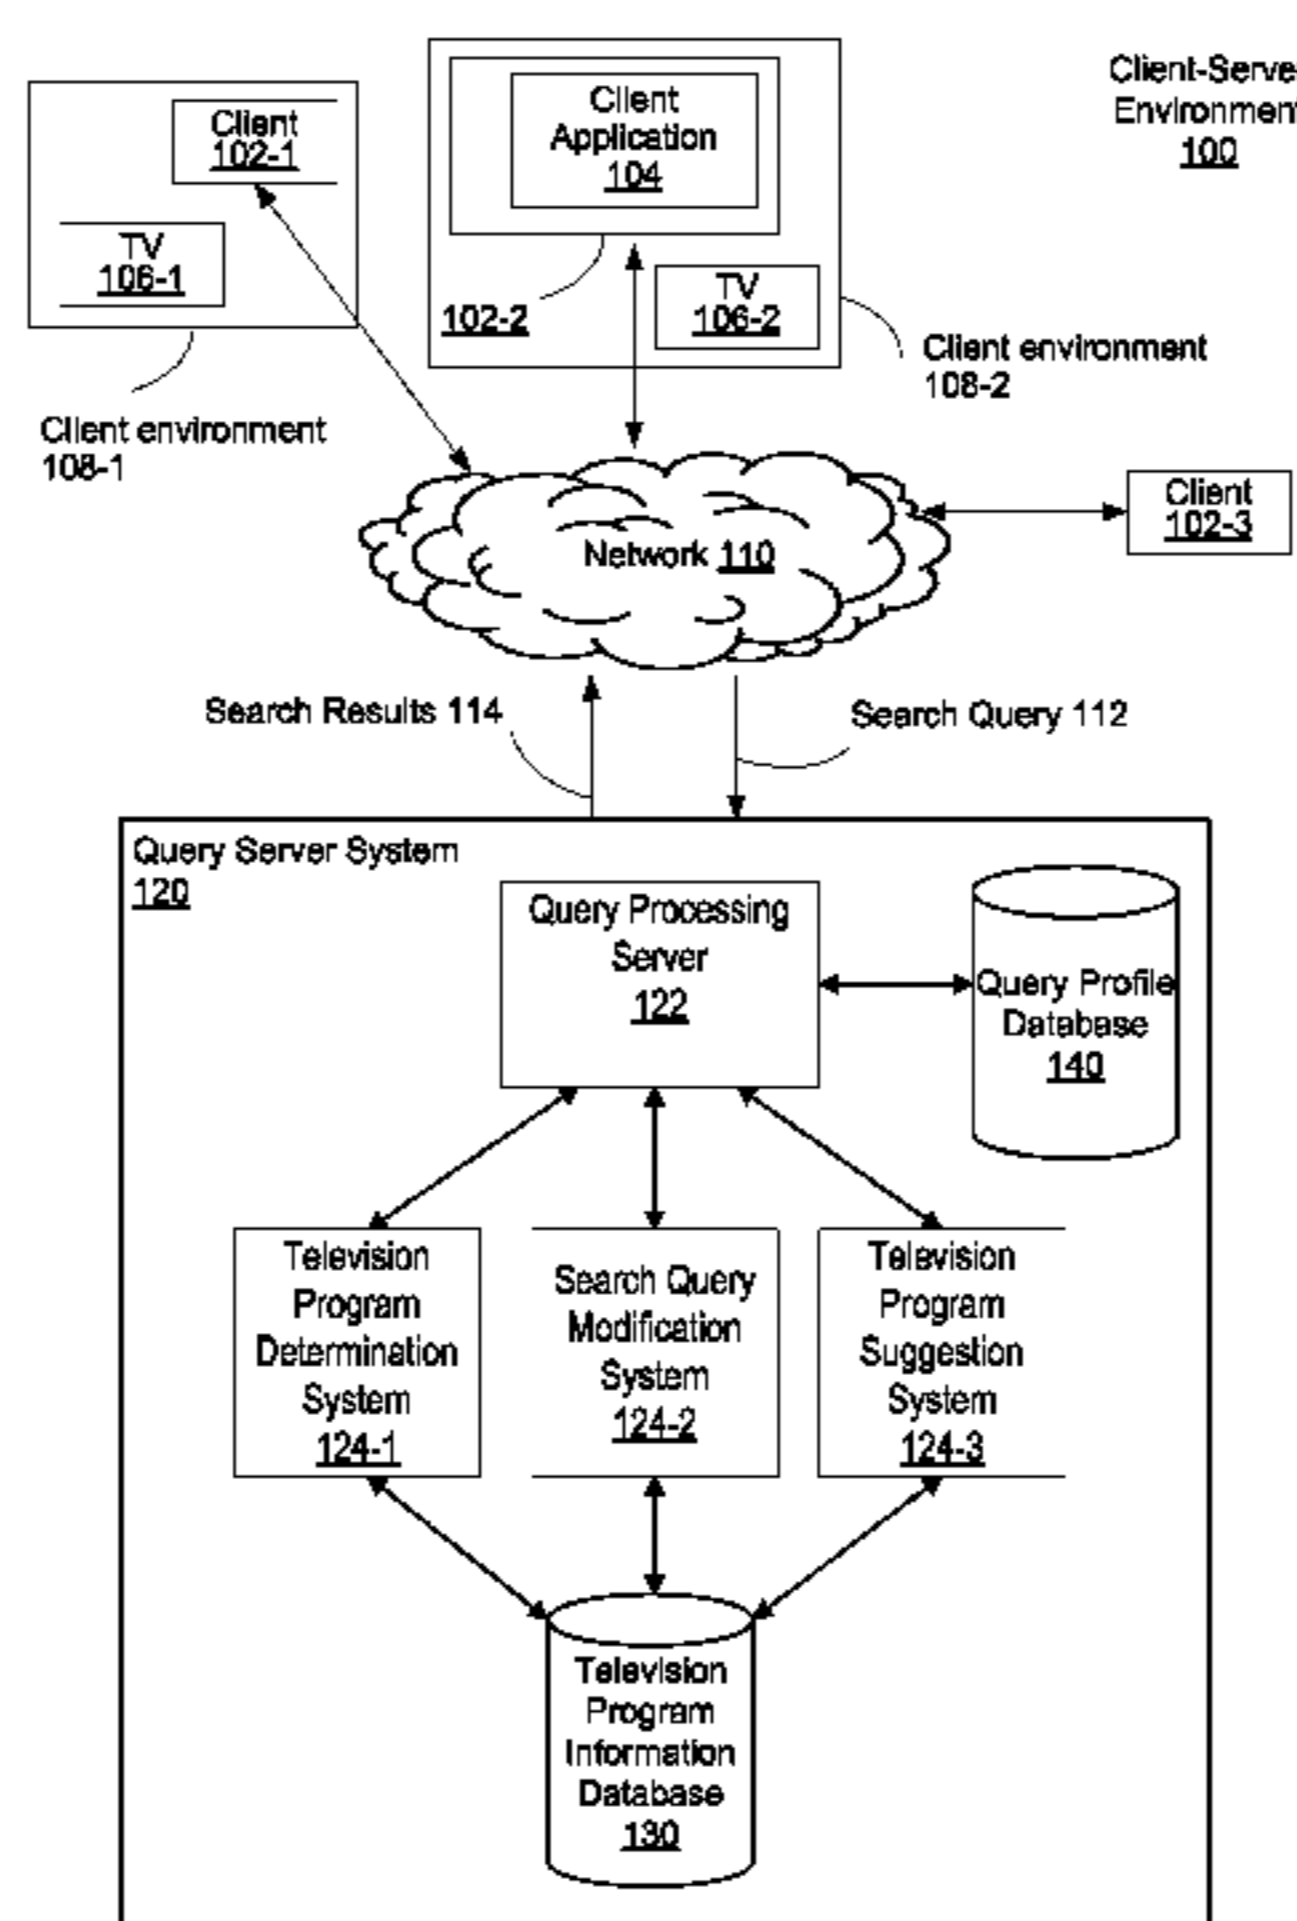 Client-Serve
Environment
100
Client
102-1
TV
106-1
Client environment
108-1
Client
Application
104
102-2
TV
106-2
Client environment
108-2
Network 110
Client
102-3
Search Results 114
Search Query 112
Query Server System
120
Query Processing
Server
122
Query Profile
Database
140
Television
Program
Determination
System
124-1
Search Query
Modification
System
124-2
Television
Program
Suggestion
System
124-3
Television
Program
Information
Database
130